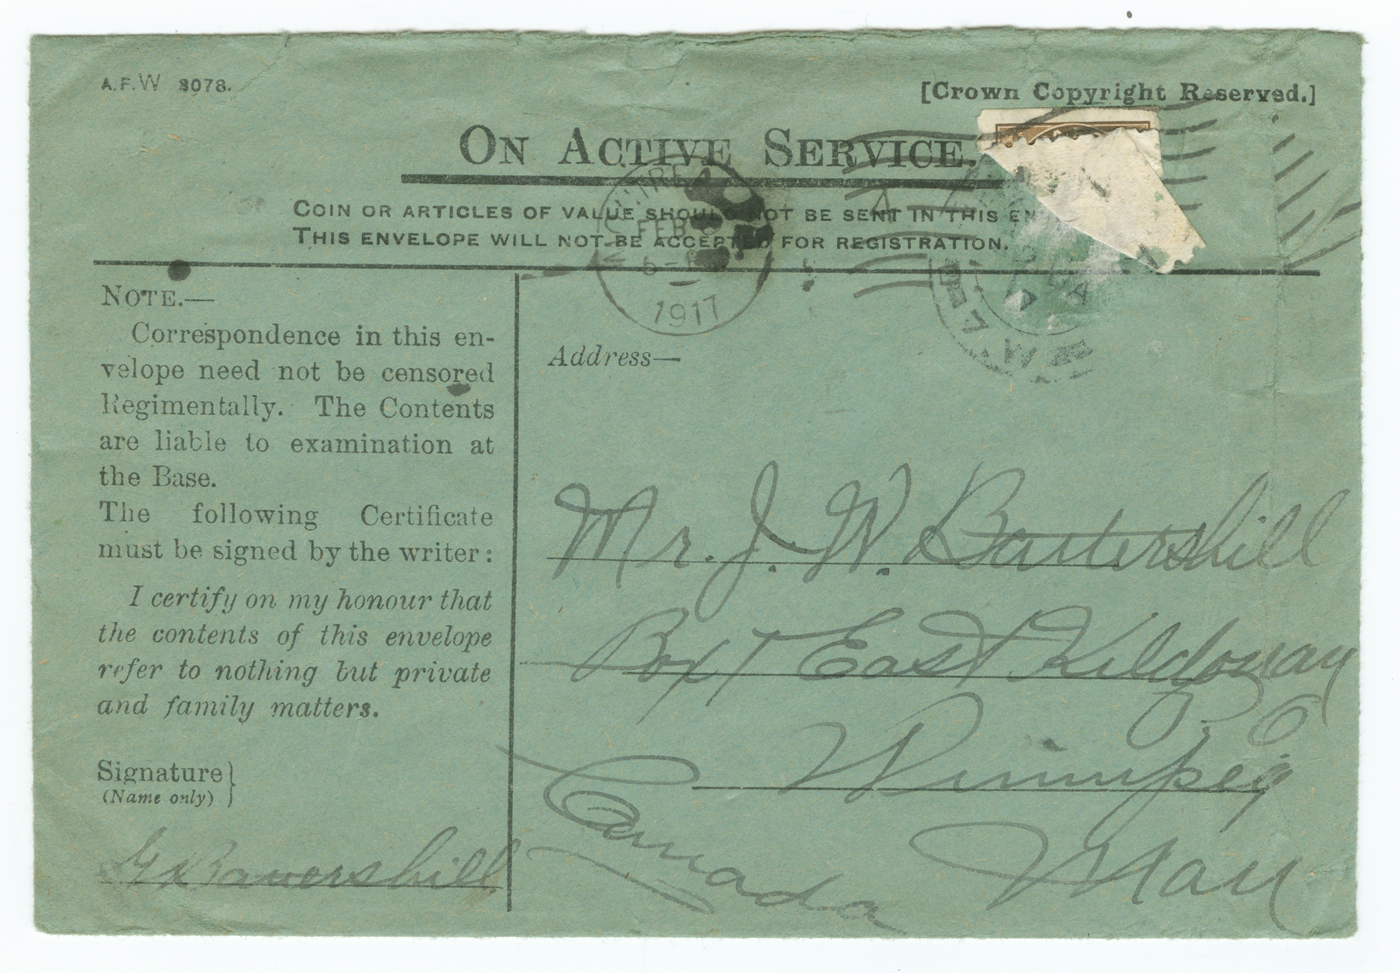 A.F.W 3078.
[Crown Copyright Reserved.]
ON ACTIVE SERVICE.
COIN OR ARTICLES OF VALUE SHOULD NOT BE SENT IN THIS
THIS ENVELOPE WILL NOT BE ACCEPTED FOR REGISTRATION.
FEB
1917
NOTE.—
Correspondence in this en-
velope need not be censored
Regimentally. The Contents
are liable to examination at
the Base.
The following Certificate
must be signed by the writer:
I certify on my honour that
the contents of this envelope
refer to nothing but private
and family matters.
Signature}
(Name only)
Address—
Mr. J. W. Battershill
Box 1 East Kildonan
Winnipeg
Man
Canada